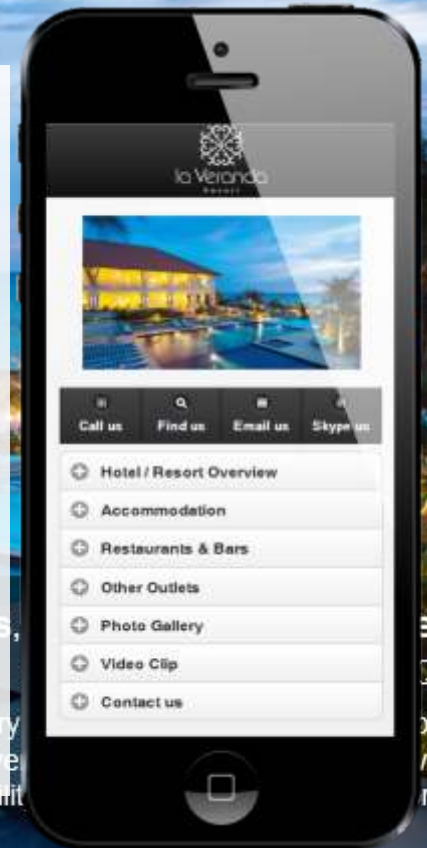 la Veranda
Resort
Call us Find us Email us Skype us
Hotel / Resort Overview
Accommodation
Restaurants & Bars
Other Outlets
Photo Gallery
Video Clip
Contact us